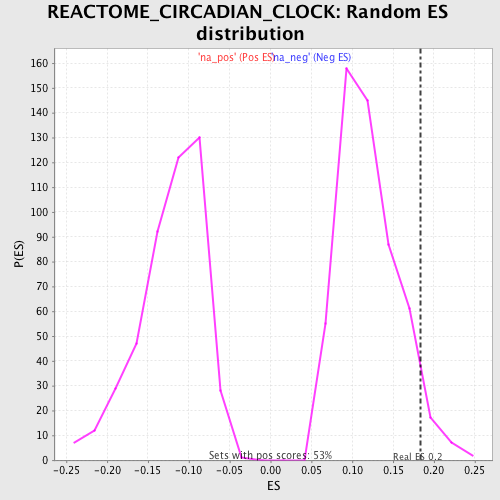 REACTOME_CIRCADIAN_CLOCK: Random ES
distribution
'na_pos' (Pos ES) 'na_neg' (Neg ES)
160
150
140
130
120
110
100
90
80
70
60
50
40
30
20
10
0
P(ES)
Sets with pos scores: 53%
Real ES 0.2
-0.25 -0.20 -0.15 -0.10 -0.05 0.00 0.05 0.10 0.15 0.20 0.25
ES